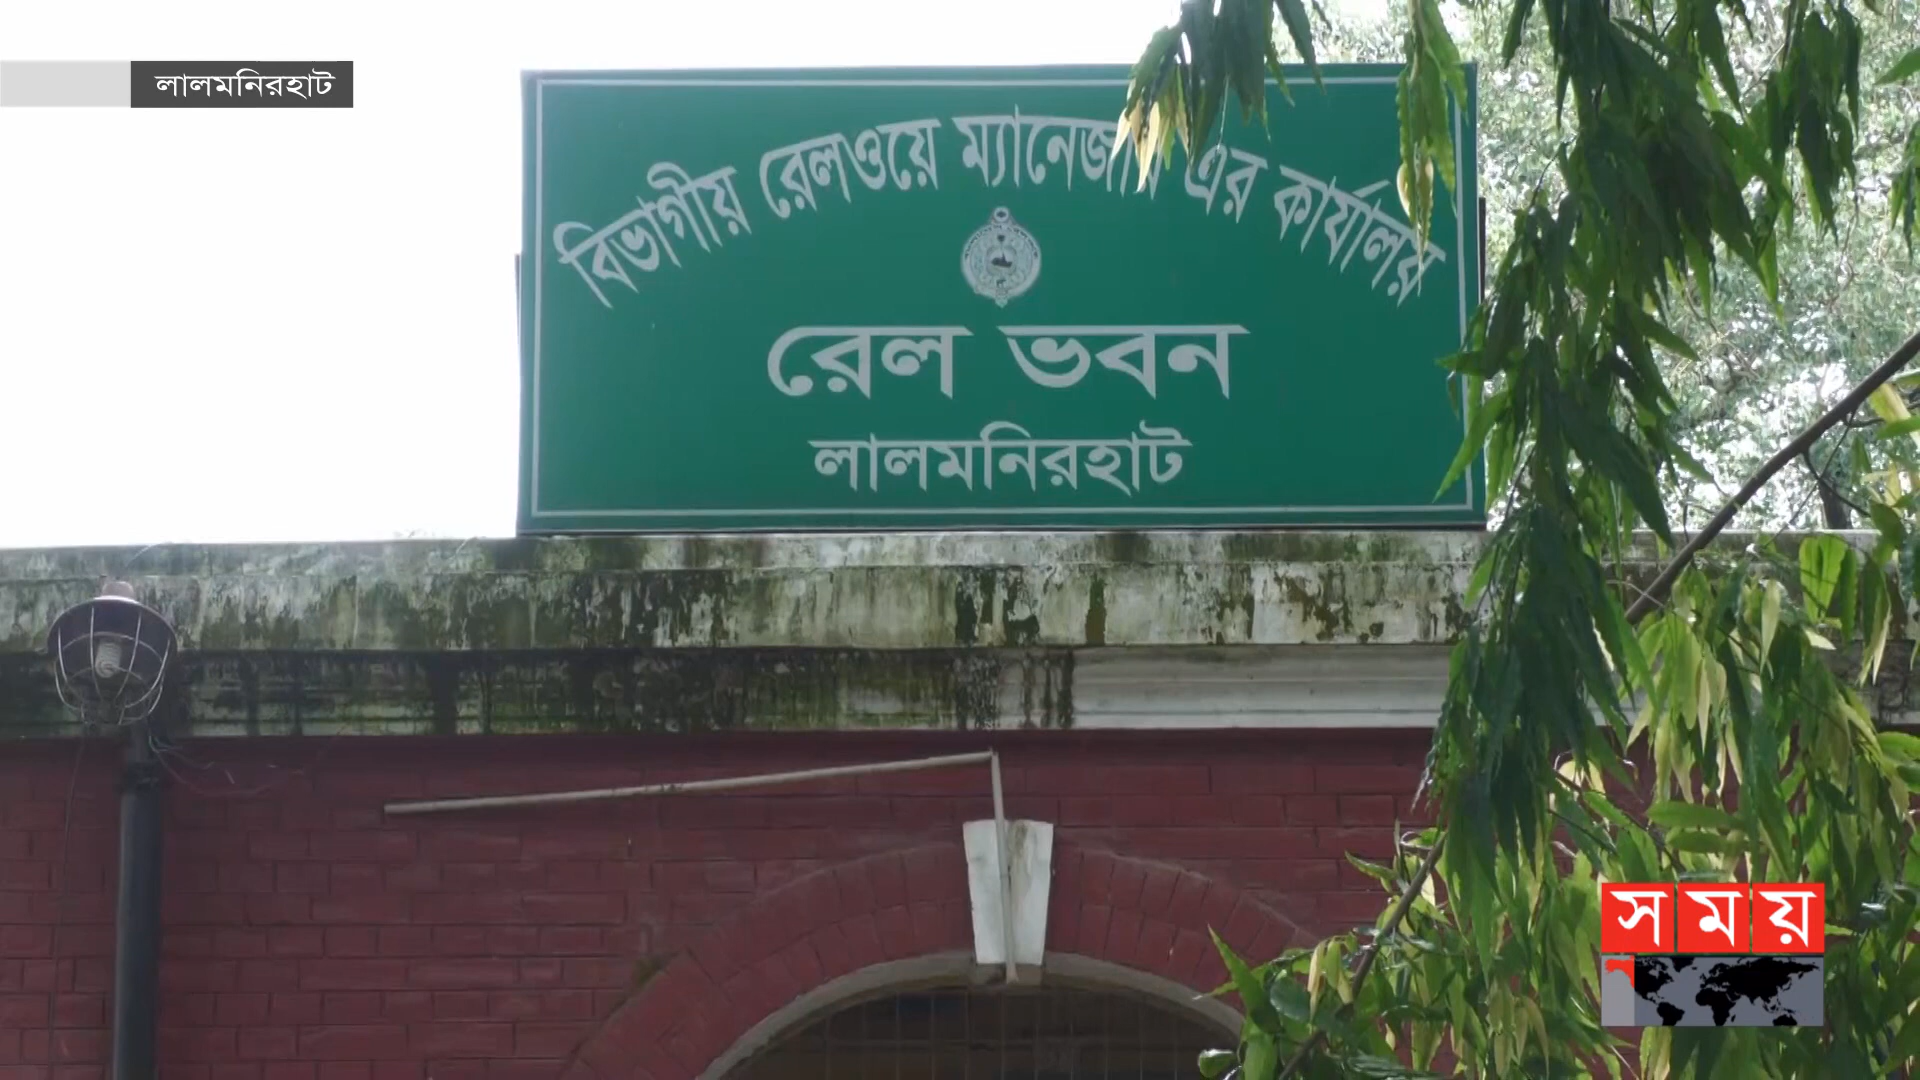 লালমনিরহাট
বিভাগীয় রেলওয়ে ম্যানেজার এর কার্যালয়
রেল ভবন
লালমনিরহাট
সময়